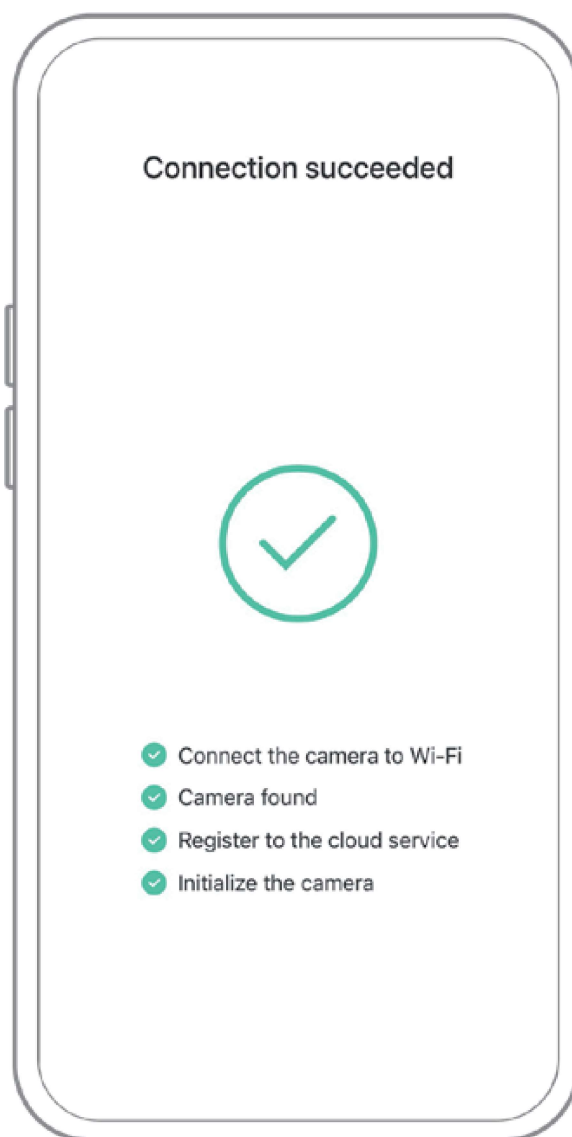 Connection succeeded
Connect the camera to Wi-Fi
Camera found
Register to the cloud service
Initialize the camera